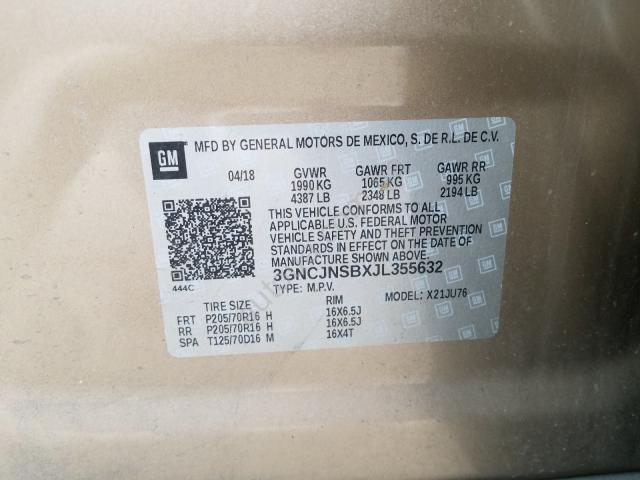 GM
MFD BY GENERAL MOTORS DE MEXICO, S. DE R.L. DE C.V.
04/18 GVWR GAWR FRT GAWR RR
1990 KG 1065 KG 995 KG
4387 LB 2348 LB 2194 LB
THIS VEHICLE CONFORMS TO ALL
APPLICABLE U.S. FEDERAL MOTOR
VEHICLE SAFETY AND THEFT PREVENTION
STANDARDS IN EFFECT ON THE DATE OF
MANUFACTURE SHOWN ABOVE.
3GNCJNSBXJL355632
444C TYPE: M.P.V. MODEL: X21JU76
TIRE SIZE RIM
FRT P205/70R16 H 16X6.5J
RR P205/70R16 H 16X6.5J
SPA T125/70D16 M 16X4T